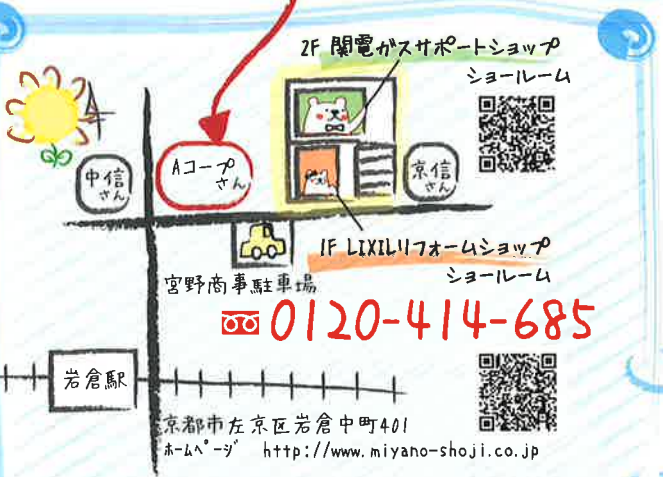 2F 関電ガスサポートショップ
ショールーム
中信
さん
Aコープ
さん
京信
さん
1F LIXILリフォームショップ
ショールーム
宮野商事駐車場
0120-414-685
岩倉駅
京都市左京区岩倉中町401
ホームページ http://www.miyano-shoji.co.jp